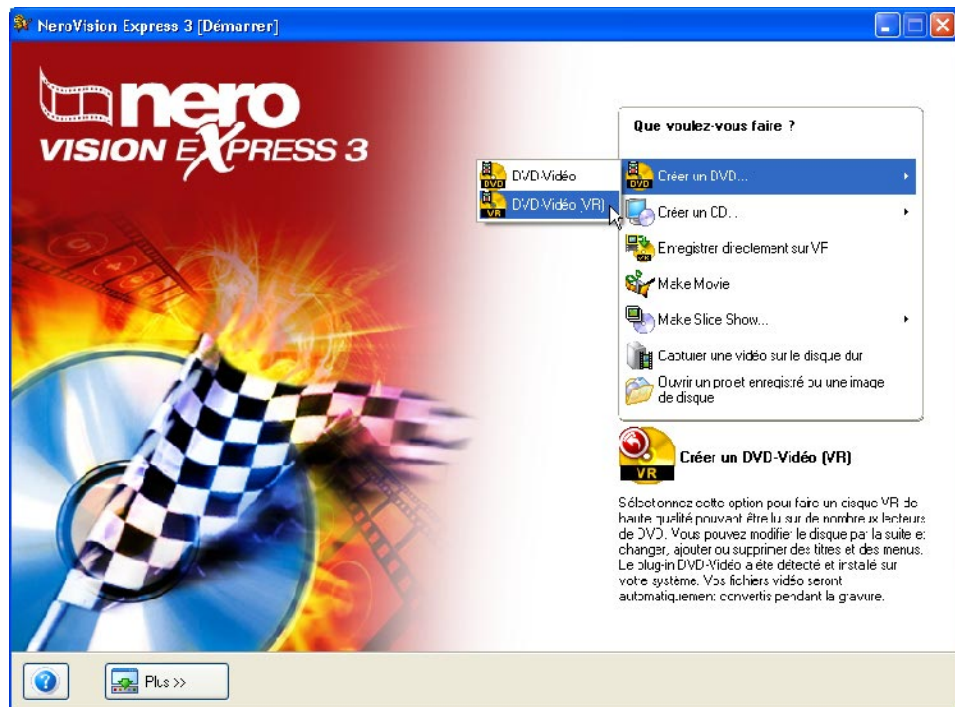 NeroVision Express 3 [Démarrer]
nero
VISION EXPRESS 3
Que voulez-vous faire ?
DVD-Vidéo
DVD-Vidéo (VR)
Créer un DVD...
Créer un CD...
Enregistrer directement sur VF
Make Movie
Make Slice Show...
Capturer une vidéo sur le disque dur
Ouvrir un projet enregistré ou une image
de disque
Créer un DVD-Vidéo (VR)
Sélectionnez cette option pour faire un disque VR de
haute qualité pouvant être lu sur de nombreux lecteurs
de DVD. Vous pouvez modifier le disque par la suite et
changer, ajouter ou supprimer des titres et des menus.
Le plug-in DVD-Vidéo a été détecté et installé sur
votre système. Vos fichiers vidéo seront
automatiquement convertis pendant la gravure.
Plus >>